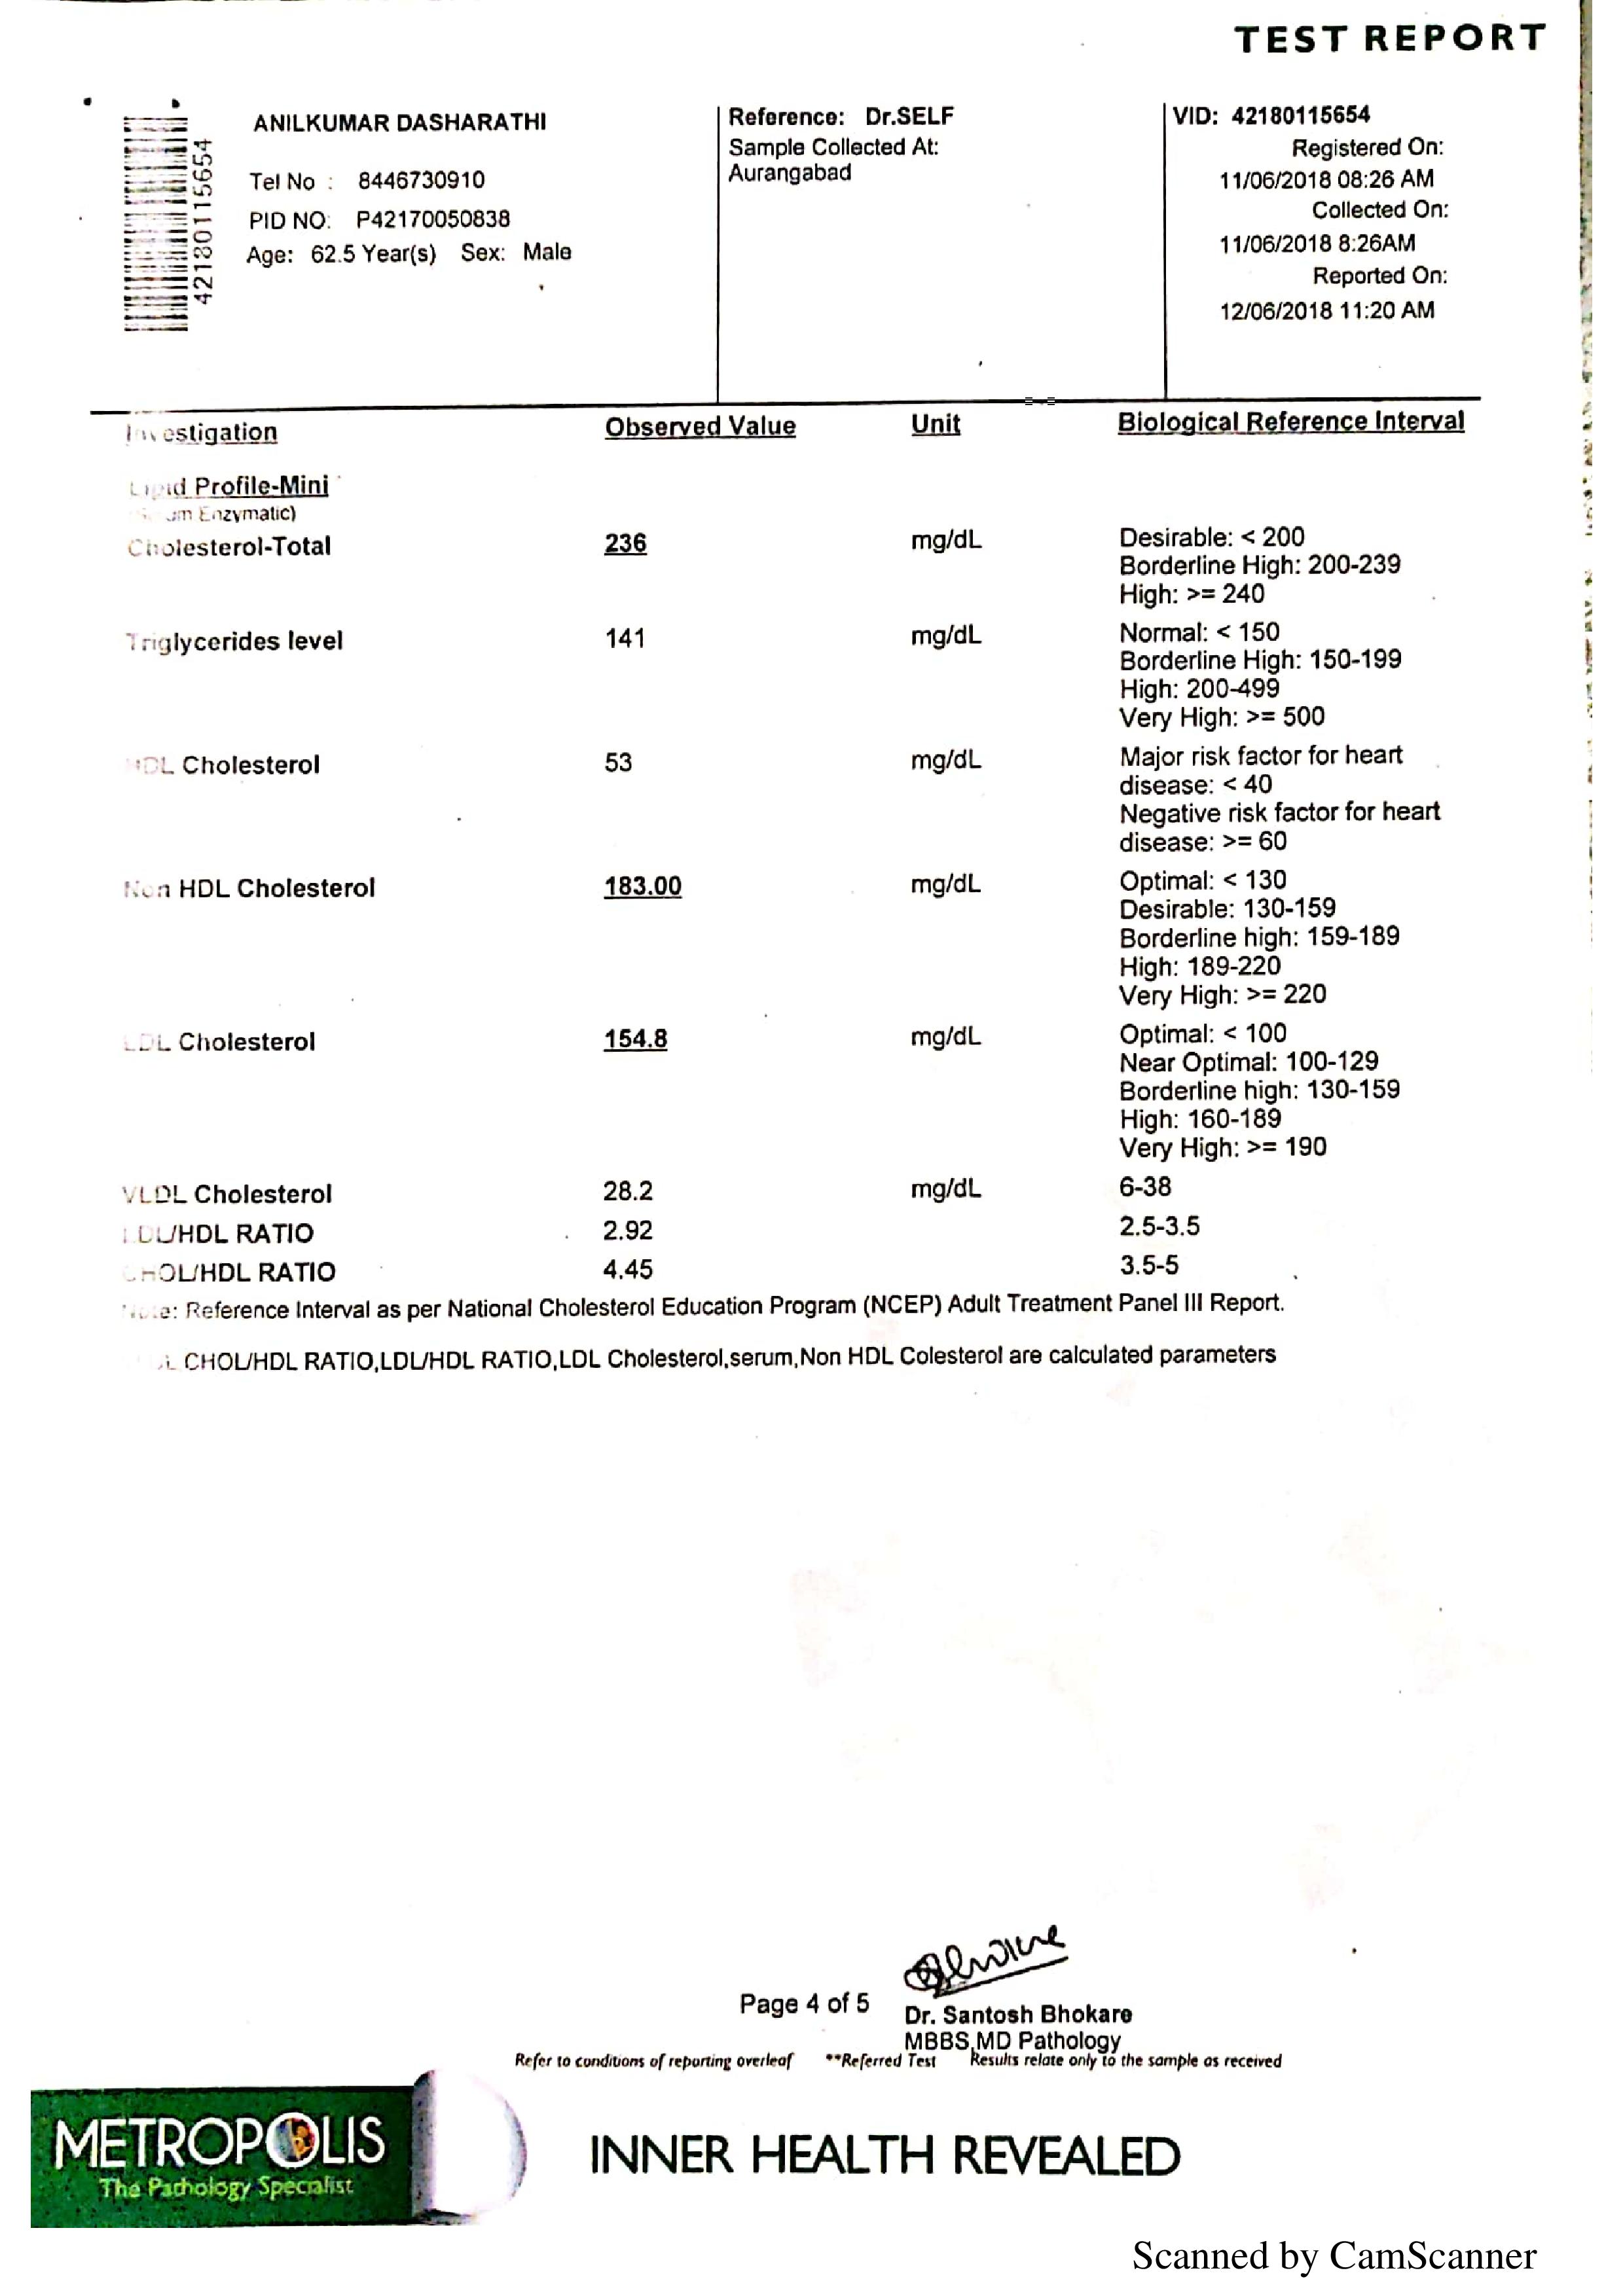 TEST REPORT
42180115654
ANILKUMAR DASHARATHI
Tel No : 8446730910
PID NO: P42170050838
Age: 62.5 Year(s) Sex: Male
Reference: Dr.SELF
Sample Collected At:
Aurangabad
VID: 42180115654
Registered On:
11/06/2018 08:26 AM
Collected On:
11/06/2018 8:26AM
Reported On:
12/06/2018 11:20 AM
Investigation Observed Value Unit Biological Reference Interval
Lipid Profile-Mini
Enzymatic)
Cholesterol-Total 236 mg/dL Desirable: < 200
Borderline High: 200-239
High: >= 240
Triglycerides level 141 mg/dL Normal: < 150
Borderline High: 150-199
High: 200-499
Very High: >= 500
HDL Cholesterol 53 mg/dL Major risk factor for heart
disease: < 40
Negative risk factor for heart
disease: >= 60
Non HDL Cholesterol 183.00 mg/dL Optimal: < 130
Desirable: 130-159
Borderline high: 159-189
High: 189-220
Very High: >= 220
LDL Cholesterol 154.8 mg/dL Optimal: < 100
Near Optimal: 100-129
Borderline high: 130-159
High: 160-189
Very High: >= 190
VLDL Cholesterol 28.2 mg/dL 6-38
LDL/HDL RATIO 2.92 2.5-3.5
CHOL/HDL RATIO 4.45 3.5-5
Note: Reference Interval as per National Cholesterol Education Program (NCEP) Adult Treatment Panel III Report.
CHOL/HDL RATIO,LDL/HDL RATIO,LDL Cholesterol,serum,Non HDL Colesterol are calculated parameters
Page 4 of 5
Dr. Santosh Bhokare
MBBS,MD Pathology
Refer to conditions of reporting overleaf **Referred Test Results relate only to the sample as received
METROPOLIS
The Pathology Specialist
INNER HEALTH REVEALED
Scanned by CamScanner